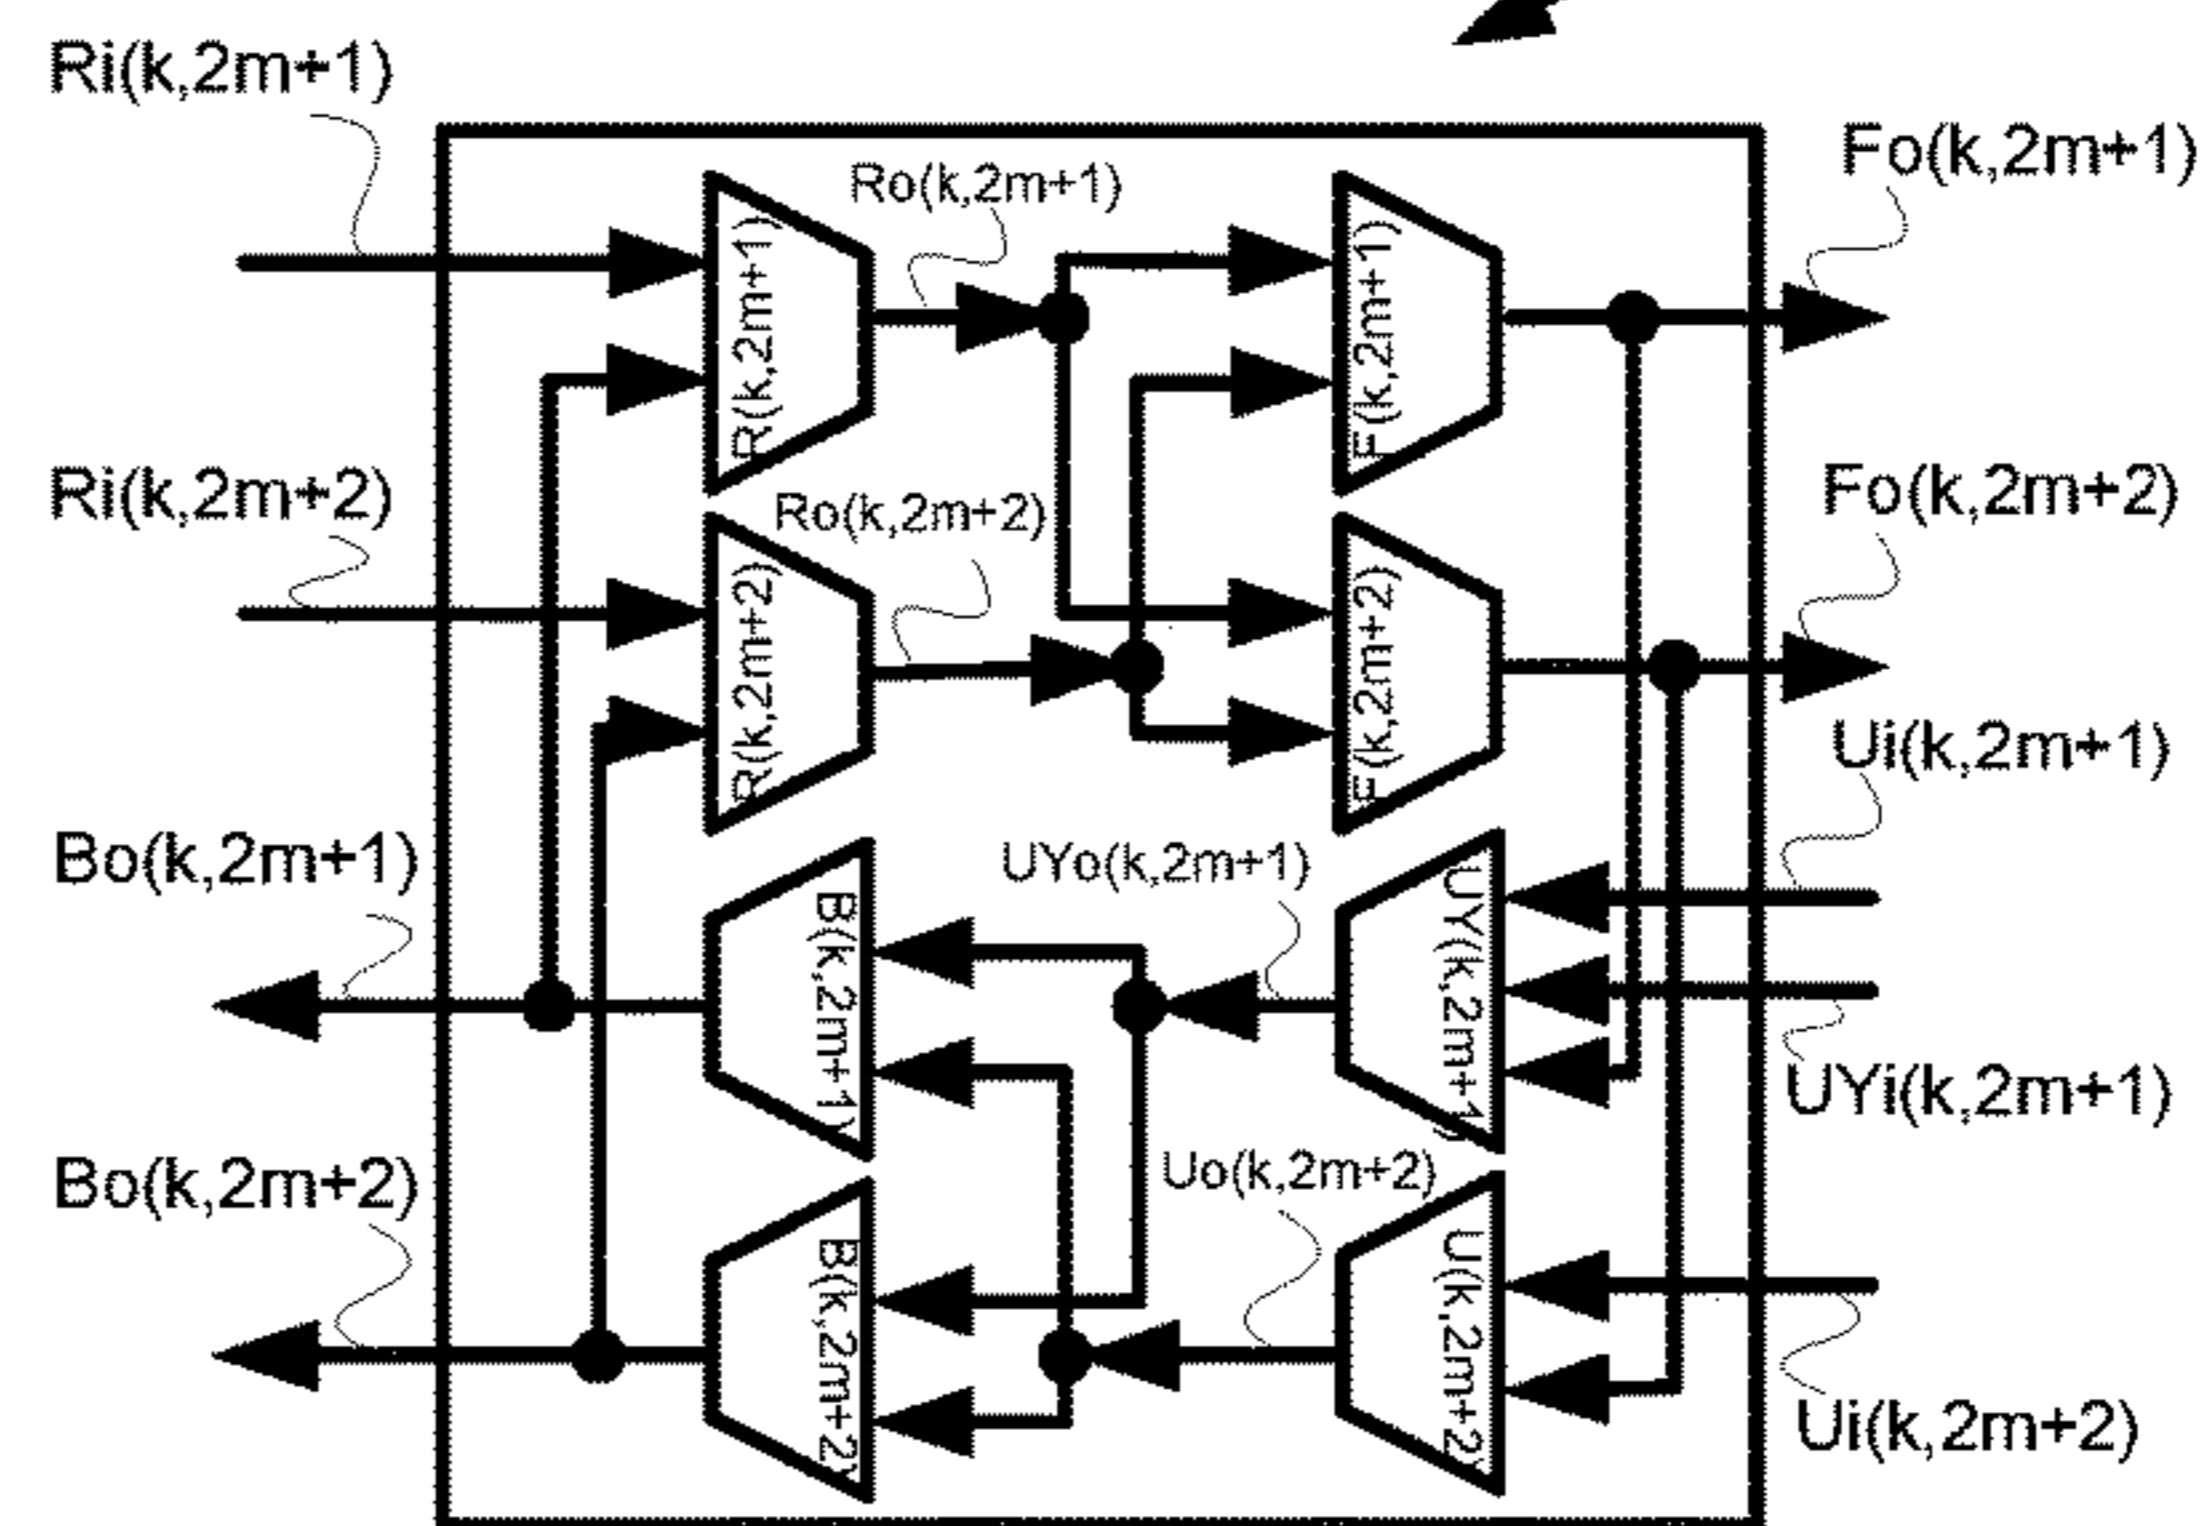 Ri(k,2m+1)
Fo(k,2m+1)
Ro(k,2m+1)
R(k,2m+1)
F(k,2m+1)
Ri(k,2m+2)
Ro(k,2m+2)
Fo(k,2m+2)
R(k,2m+2)
F(k,2m+2)
Ui(k,2m+1)
Bo(k,2m+1)
UYo(k,2m+1)
B(k,2m+1)
UY(k,2m+1)
UYi(k,2m+1)
Bo(k,2m+2)
Uo(k,2m+2)
B(k,2m+2)
U(k,2m+2)
Ui(k,2m+2)